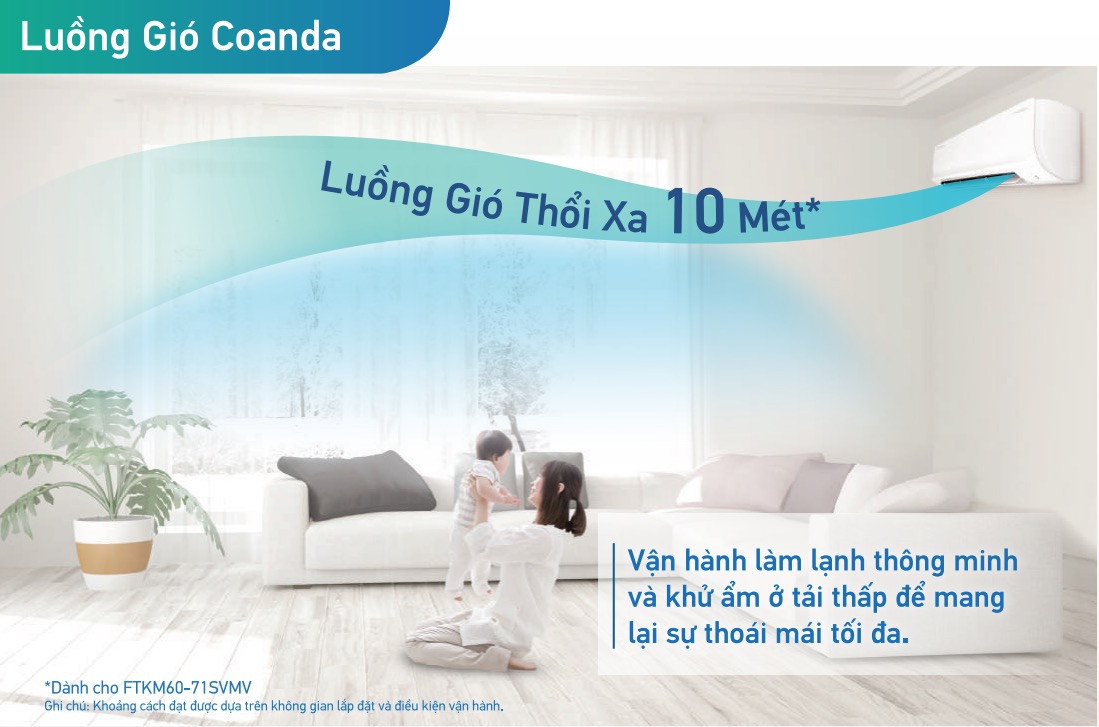 Luồng Gió Coanda
Luồng Gió Thổi Xa 10 Mét*
Vận hành làm lạnh thông minh
và khử ẩm ở tải thấp để mang
lại sự thoái mái tối đa.
*Dành cho FTKM60-71SVMV
Ghi chú: Khoảng cách đạt được dựa trên không gian lắp đặt và điều kiện vận hành.